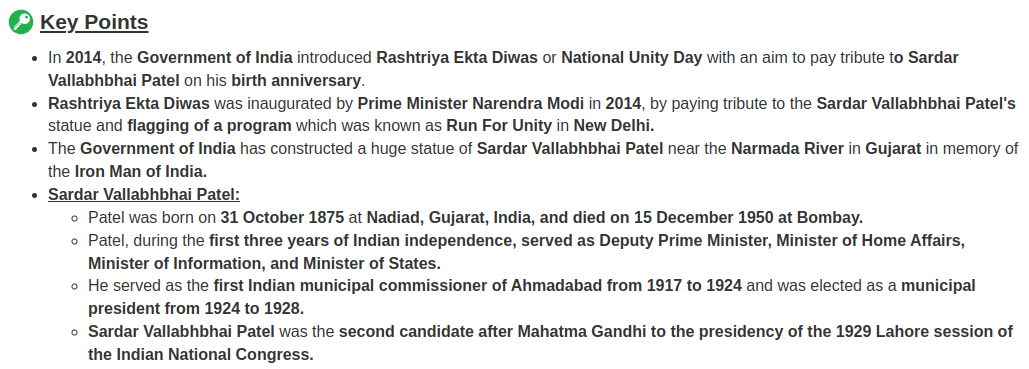 Key Points
In 2014, the Government of India introduced Rashtriya Ekta Diwas or National Unity Day with an aim to pay tribute to Sardar
Vallabhbhai Patel on his birth anniversary.
Rashtriya Ekta Diwas was inaugurated by Prime Minister Narendra Modi in 2014, by paying tribute to the Sardar Vallabhbhai Patel's
statue and flagging of a program which was known as Run For Unity in New Delhi.
The Government of India has constructed a huge statue of Sardar Vallabhbhai Patel near the Narmada River in Gujarat in memory of
the Iron Man of India.
Sardar Vallabhbhai Patel:
Patel was born on 31 October 1875 at Nadiad, Gujarat, India, and died on 15 December 1950 at Bombay.
Patel, during the first three years of Indian independence, served as Deputy Prime Minister, Minister of Home Affairs,
Minister of Information, and Minister of States.
He served as the first Indian municipal commissioner of Ahmadabad from 1917 to 1924 and was elected as a municipal
president from 1924 to 1928.
Sardar Vallabhbhai Patel was the second candidate after Mahatma Gandhi to the presidency of the 1929 Lahore session of
the Indian National Congress.